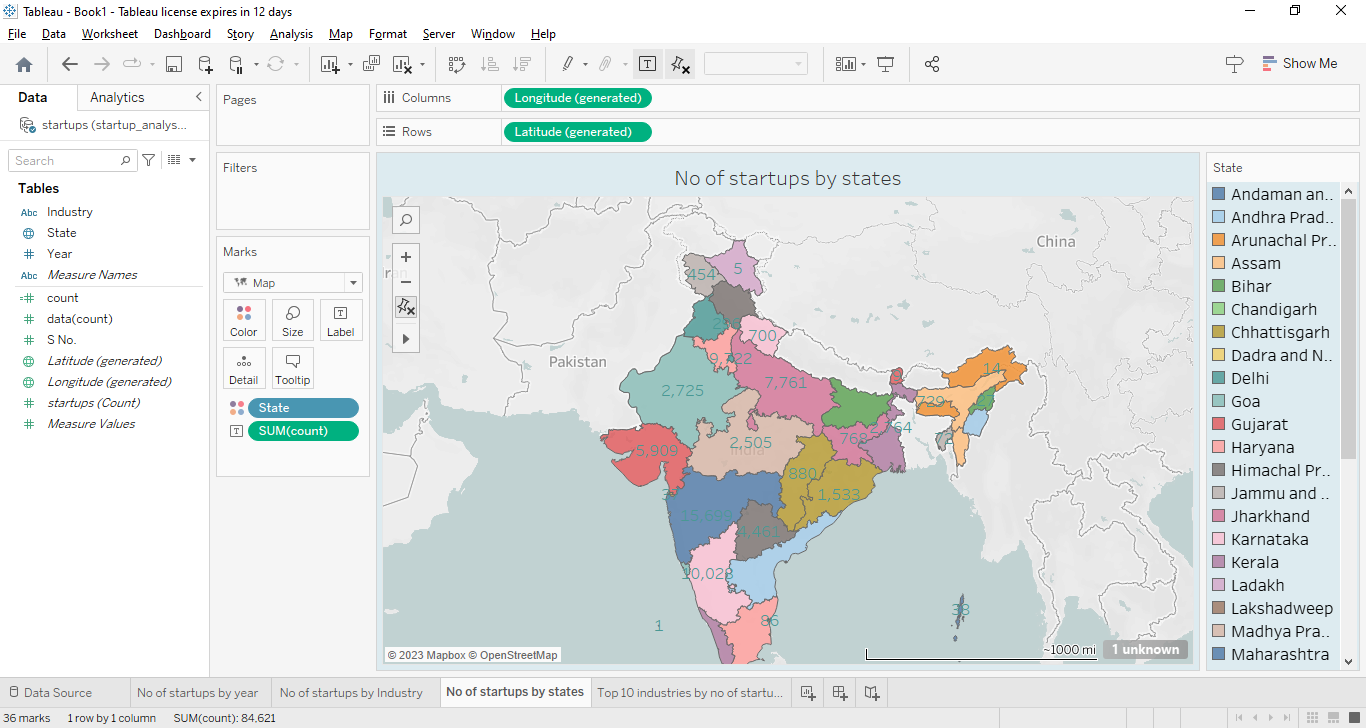 Tableau - Book1 - Tableau license expires in 12 days
File Data Worksheet Dashboard Story Analysis Map Format Server Window Help
Show Me
Data Analytics
startups (startup_analys...
Search
Tables
Abc Industry
State
Year
Abc Measure Names
count
data(count)
S No.
Latitude (generated)
Longitude (generated)
startups (Count)
Measure Values
Pages
Filters
Marks
Map
Color Size Label
Detail Tooltip
State
SUM(count)
Columns Longitude (generated)
Rows Latitude (generated)
No of startups by states
China
Pakistan
India
454
5
700
9,722
7,761
2,725
14
729
768
2,505
5,909
880
1,533
10,028
86
1
38
© 2023 Mapbox © OpenStreetMap
~1000 mi
1 unknown
State
Andaman an..
Andhra Prad..
Arunachal Pr..
Assam
Bihar
Chandigarh
Chhattisgarh
Dadra and N..
Delhi
Goa
Gujarat
Haryana
Himachal Pr..
Jammu and ..
Jharkhand
Karnataka
Kerala
Ladakh
Lakshadweep
Madhya Pra..
Maharashtra
Data Source No of startups by year No of startups by Industry No of startups by states Top 10 industries by no of startu...
36 marks 1 row by 1 column SUM(count): 84,621